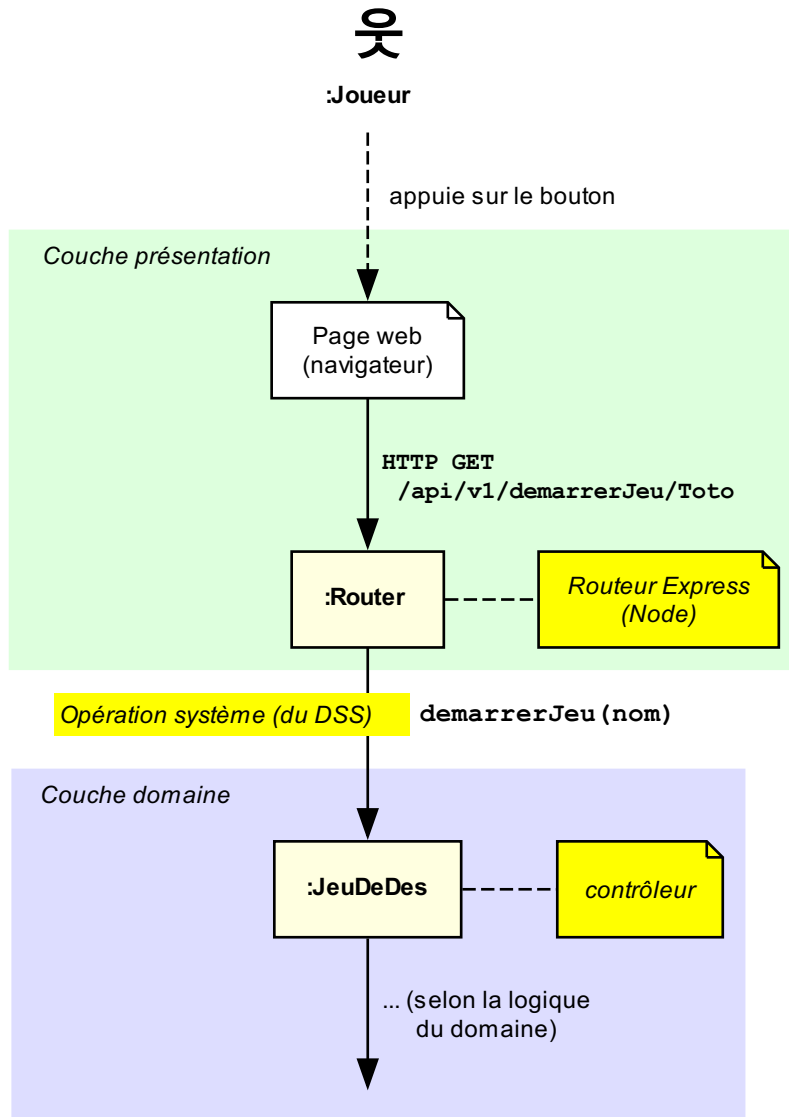 웃
:Joueur
appuie sur le bouton
Couche présentation
Page web
(navigateur)
HTTP GET
/api/v1/demarrerJeu/Toto
:Router
Routeur Express
(Node)
Opération système (du DSS)
demarrerJeu(nom)
Couche domaine
:JeuDeDes
contrôleur
... (selon la logique
du domaine)